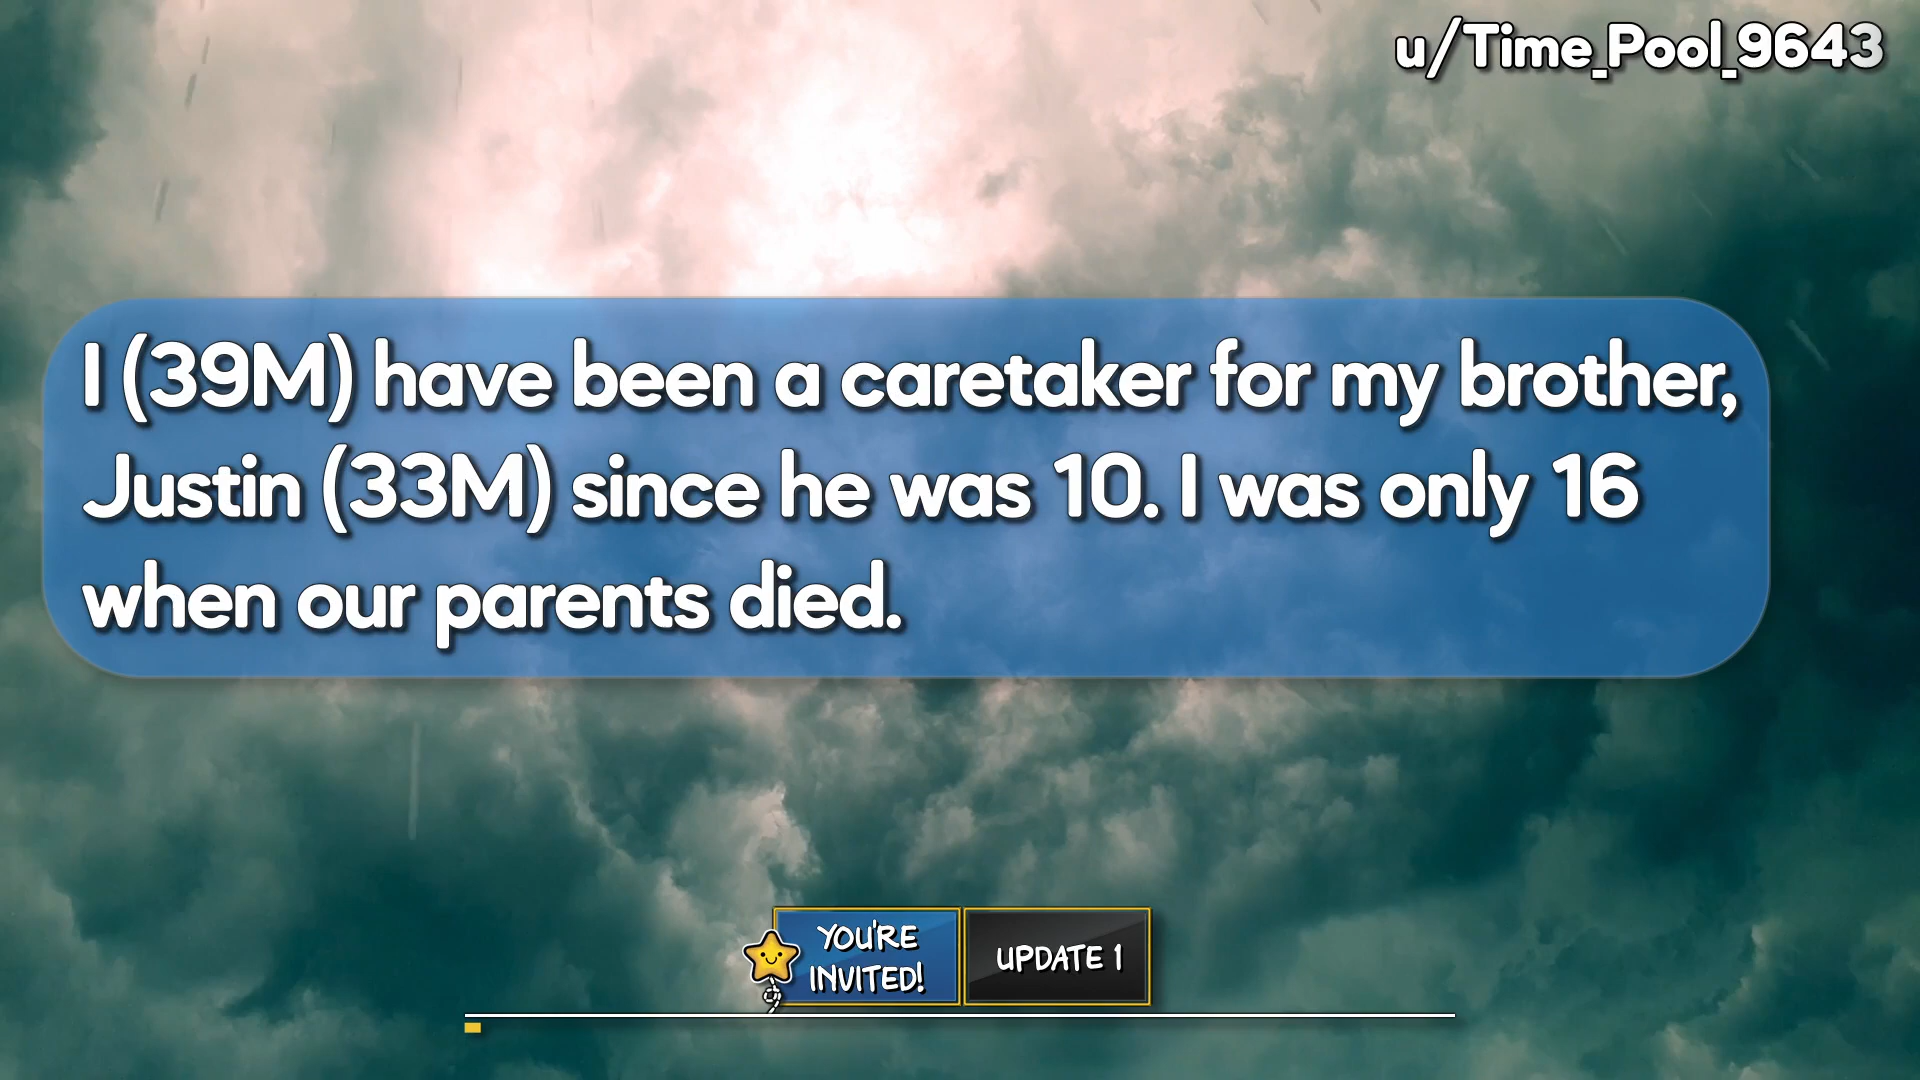 u/Time_Pool_9643
I (39M) have been a caretaker for my brother,
Justin (33M) since he was 10. I was only 16
when our parents died.
YOU'RE
INVITED!
UPDATE 1